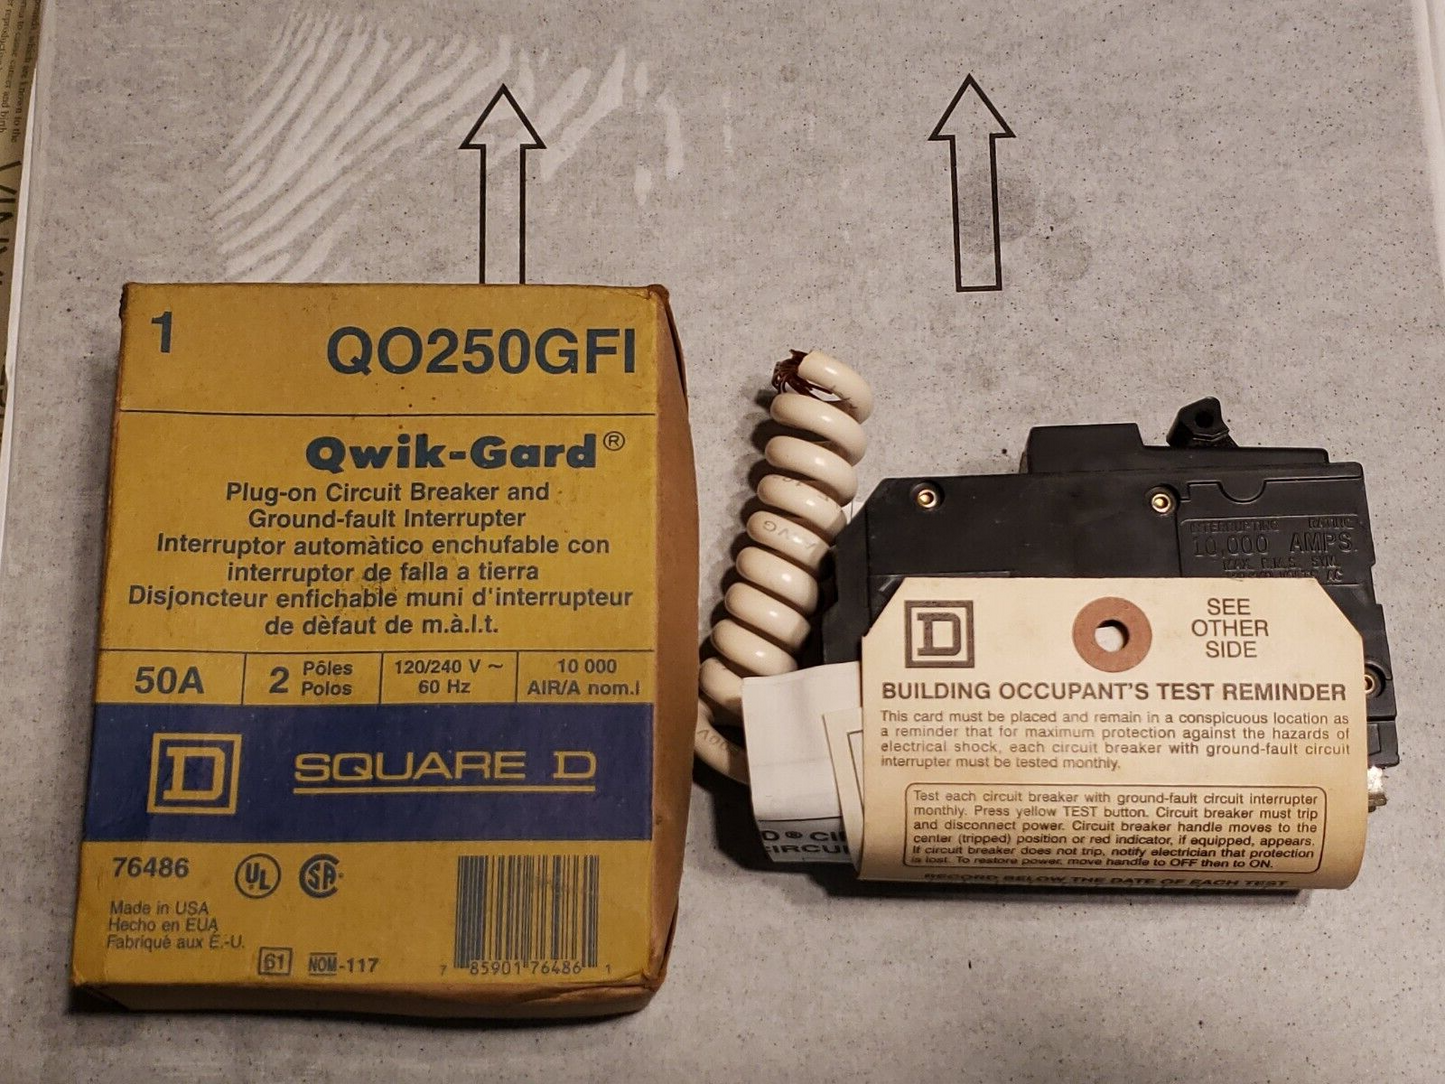 1
QO250GFI
Qwik-Gard®
Plug-on Circuit Breaker and
Ground-fault Interrupter
Interruptor automàtico enchufable con
interruptor de falla a tierra
Disjoncteur enfichable muni d'interrupteur
de dèfaut de m.à.l.t.
50A
2 Pôles
Polos
120/240 V ~
60 Hz
10 000
AIR/A nom.I
D
SQUARE D
76486
UL
SA
Made in USA
Hecho en EUA
Fabriqué aux É.-U.
61
NOM-117
7 85901 76486 1
INTERRUPTING RATING
10,000 AMPS.
MAX. R.M.S. SYM.
D
SEE
OTHER
SIDE
BUILDING OCCUPANT'S TEST REMINDER
This card must be placed and remain in a conspicuous location as
a reminder that for maximum protection against the hazards of
electrical shock, each circuit breaker with ground-fault circuit
interrupter must be tested monthly.
Test each circuit breaker with ground-fault circuit interrupter
monthly. Press yellow TEST button. Circuit breaker must trip
and disconnect power. Circuit breaker handle moves to the
center (tripped) position or red indicator, if equipped, appears.
If circuit breaker does not trip, notify electrician that protection
is lost. To restore power, move handle to OFF then to ON.
RECORD BELOW THE DATE OF EACH TEST
D ® CI
CIRCU